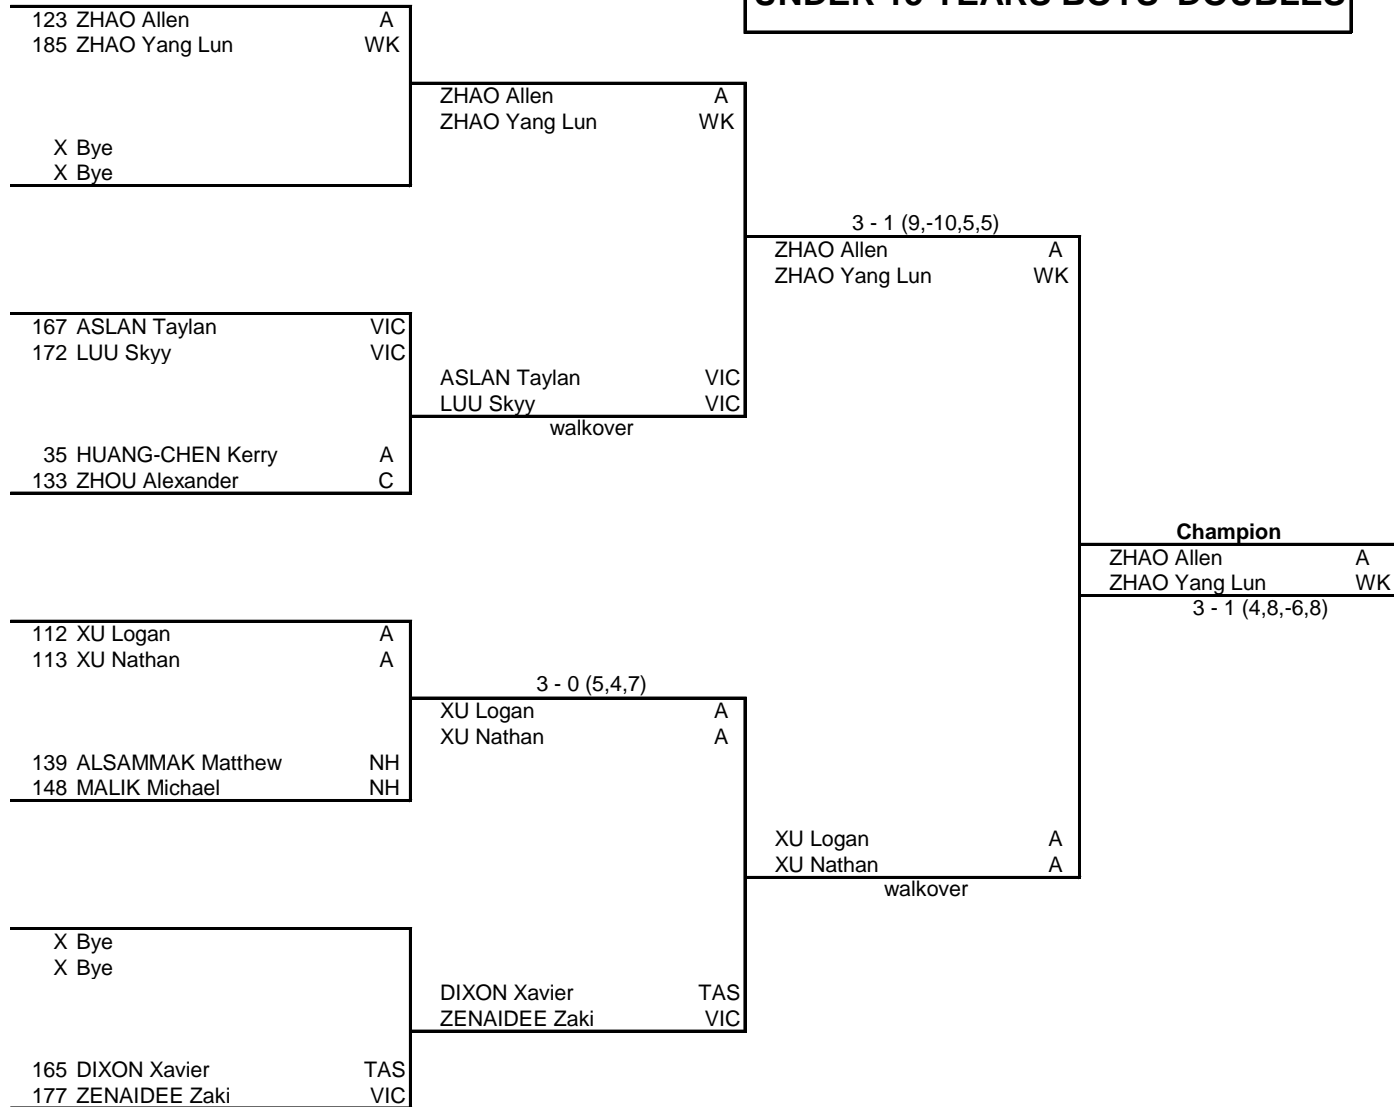 UNDER YEARS BOYS' DOUBLES
123 ZHAO Allen A
185 ZHAO Yang Lun WK
X Bye
X Bye
ZHAO Allen A
ZHAO Yang Lun WK
3 - 1 (9,-10,5,5)
ZHAO Allen A
ZHAO Yang Lun WK
167 ASLAN Taylan VIC
172 LUU Skyy VIC
ASLAN Taylan VIC
LUU Skyy VIC
walkover
35 HUANG-CHEN Kerry A
133 ZHOU Alexander C
Champion
ZHAO Allen A
ZHAO Yang Lun WK
3 - 1 (4,8,-6,8)
112 XU Logan A
113 XU Nathan A
3 - 0 (5,4,7)
XU Logan A
XU Nathan A
139 ALSAMMAK Matthew NH
148 MALIK Michael NH
XU Logan A
XU Nathan A
walkover
X Bye
X Bye
DIXON Xavier TAS
ZENAIDEE Zaki VIC
165 DIXON Xavier TAS
177 ZENAIDEE Zaki VIC